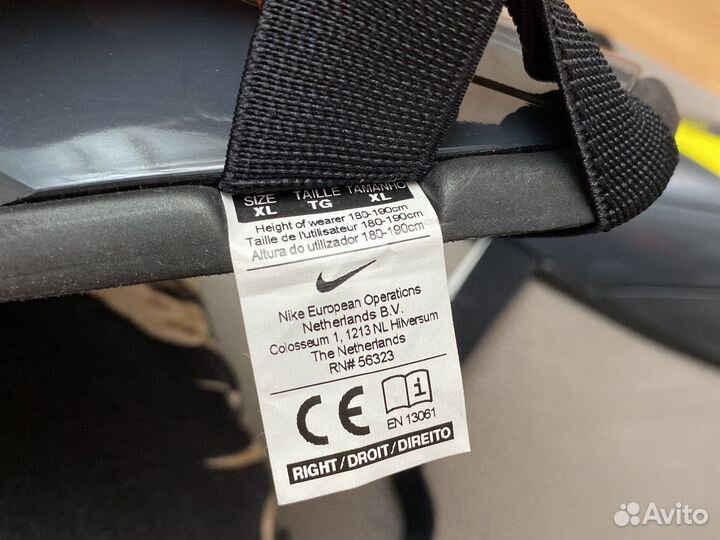 SIZE TAILLE TAMANHO
XL TG XL
Height of wearer 180-190cm
Taille de l'utilisateur 180-190cm
Altura do utilizador 180-190cm
Nike European Operations
Netherlands B.V.
Colosseum 1, 1213 NL Hilversum
The Netherlands
RN# 56323
CE i
EN 13061
RIGHT/DROIT/DIREITO
Avito